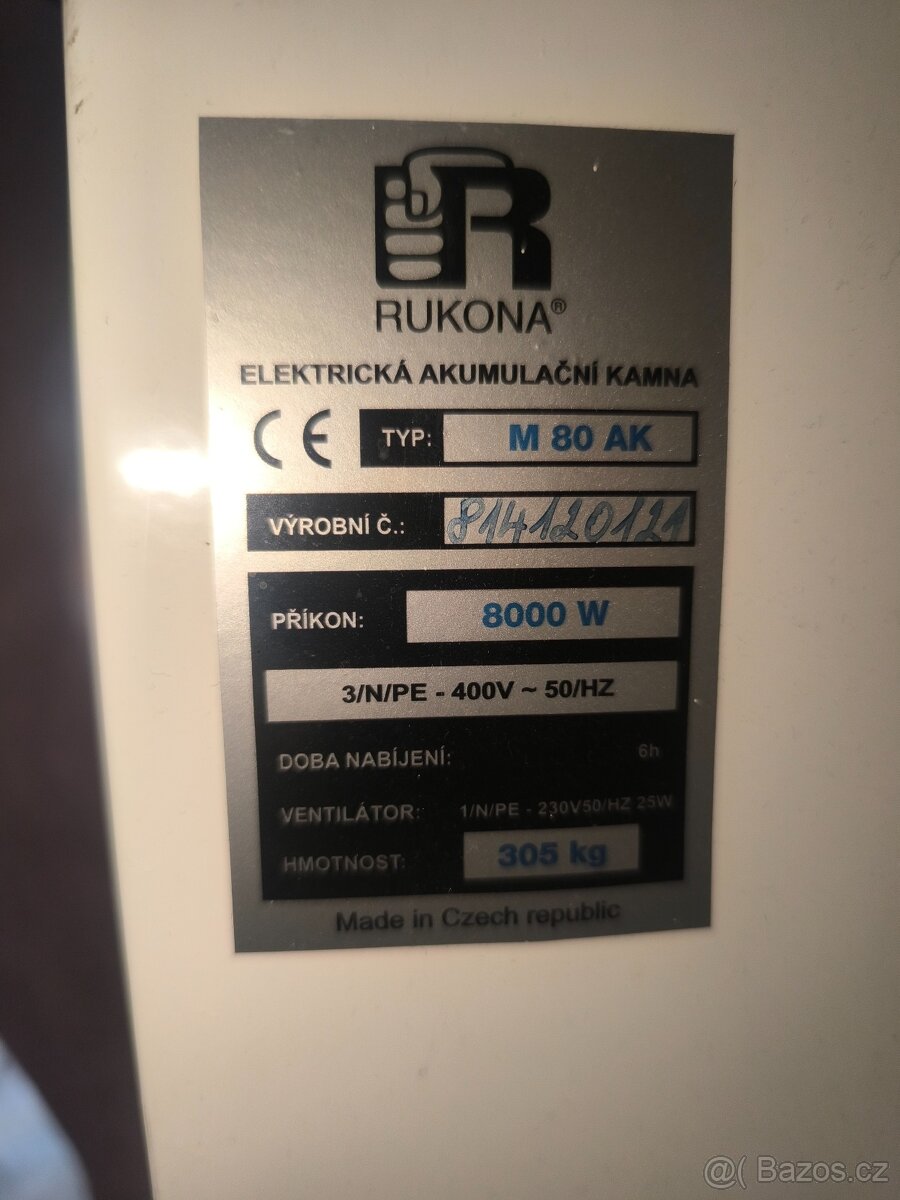 R
RUKONA®
ELEKTRICKÁ AKUMULAČNÍ KAMNA
CE TYP: M 80 AK
VÝROBNÍ Č.: 814120121
PŘÍKON: 8000 W
3/N/PE - 400V ~ 50/HZ
DOBA NABÍJENÍ: 6h
VENTILÁTOR: 1/N/PE - 230V50/HZ 25W
HMOTNOST: 305 kg
Made in Czech republic
@( Bazos.cz